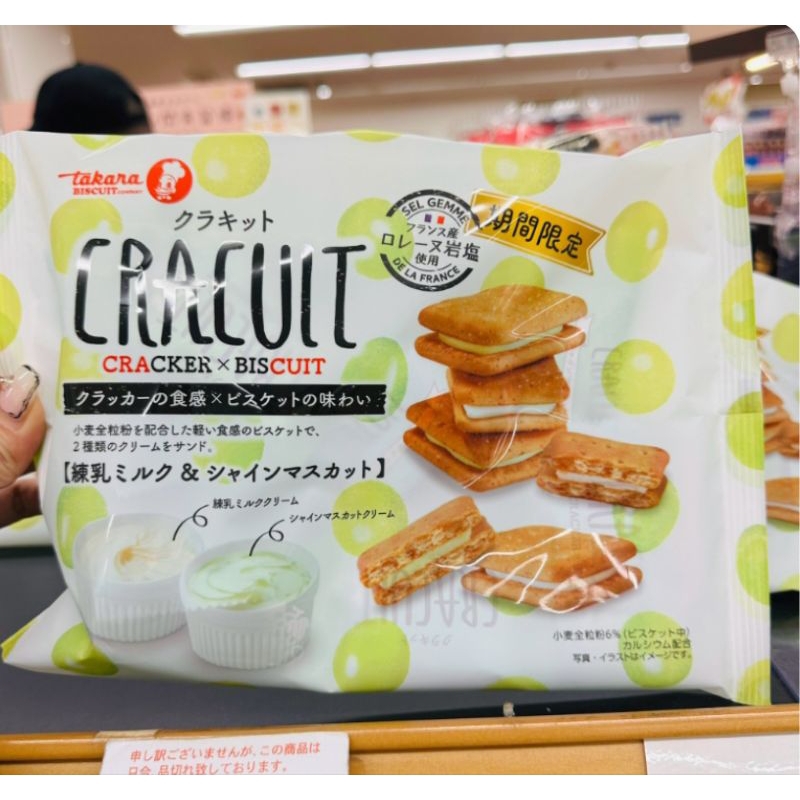 takara
BISCUIT COMPANY
クラキット
CRACUIT
CRACKER × BISCUIT
クラッカーの食感×ビスケットの味わい
小麦全粒粉を配合した軽い食感のビスケットで、
2種類のクリームをサンド。
【練乳ミルク & シャインマスカット】
練乳ミルククリーム
シャインマスカットクリーム
SEL GEMME
フランス産
ロレーヌ岩塩
使用
DE LA FRANCE
期間限定
小麦全粒粉6%(ビスケット中)
カルシウム配合
写真・イラストはイメージです。
申し訳ございませんが、この商品は
品切れ致しております。